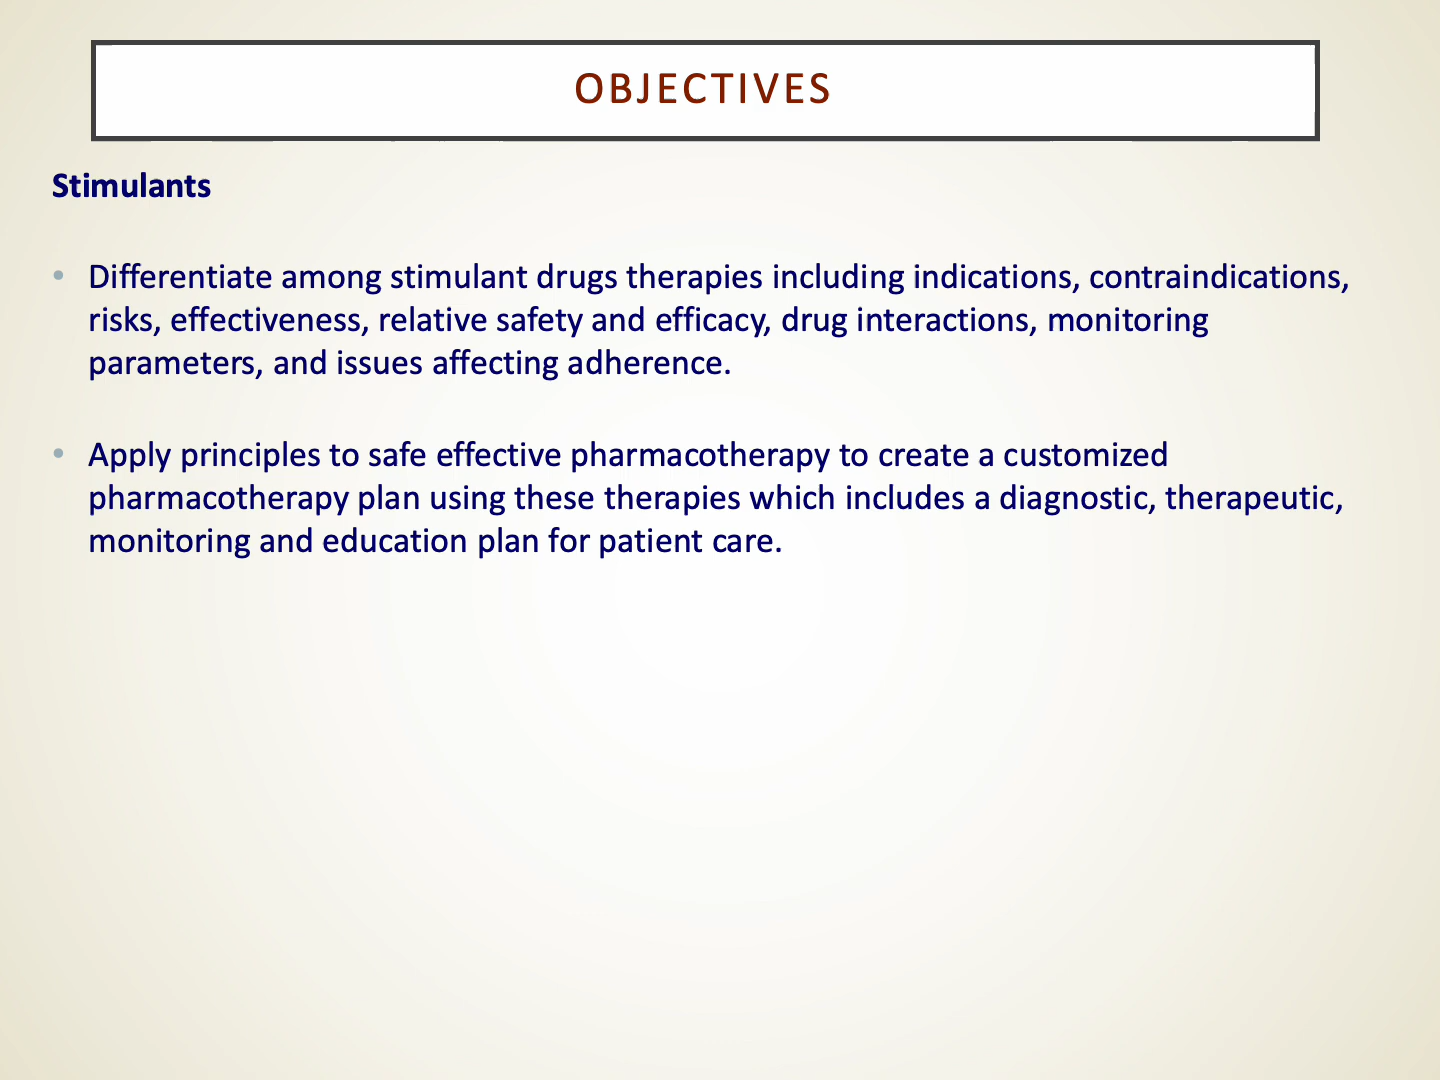 OBJECTIVES
Stimulants
• Differentiate among stimulant drugs therapies including indications, contraindications,
risks, effectiveness, relative safety and efficacy, drug interactions, monitoring
parameters, and issues affecting adherence.
• Apply principles to safe effective pharmacotherapy to create a customized
pharmacotherapy plan using these therapies which includes a diagnostic, therapeutic,
monitoring and education plan for patient care.